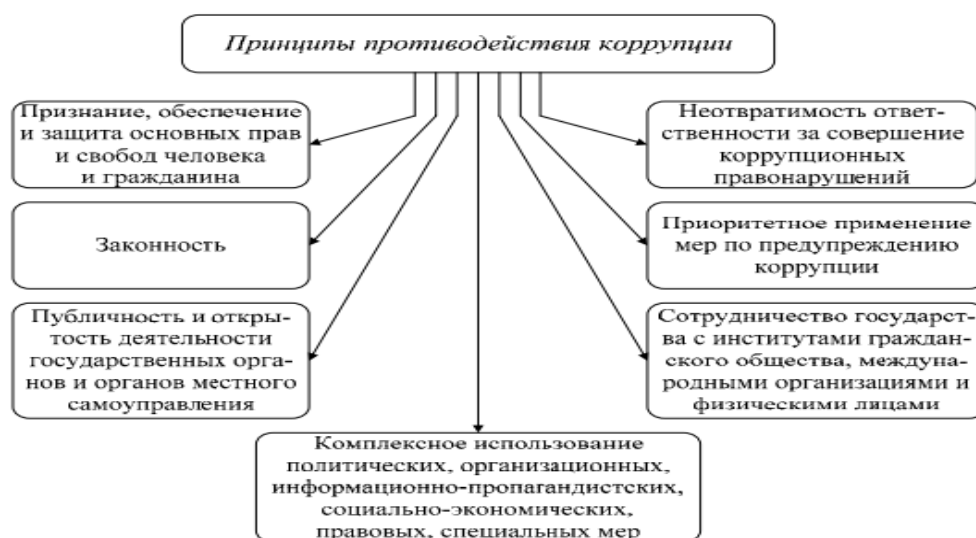 Принципы противодействия коррупции
Признание, обеспечение
и защита основных прав
и свобод человека
и гражданина
Законность
Публичность и откры-
тость деятельности
государственных орга-
нов и органов местного
самоуправления
Комплексное использование
политических, организационных,
информационно-пропагандистских,
социально-экономических,
правовых, специальных мер
Неотвратимость ответ-
ственности за совершение
коррупционных
правонарушений
Приоритетное применение
мер по предупреждению
коррупции
Сотрудничество государст-
ва с институтами граждан-
ского общества, междуна-
родными организациями и
физическими лицами